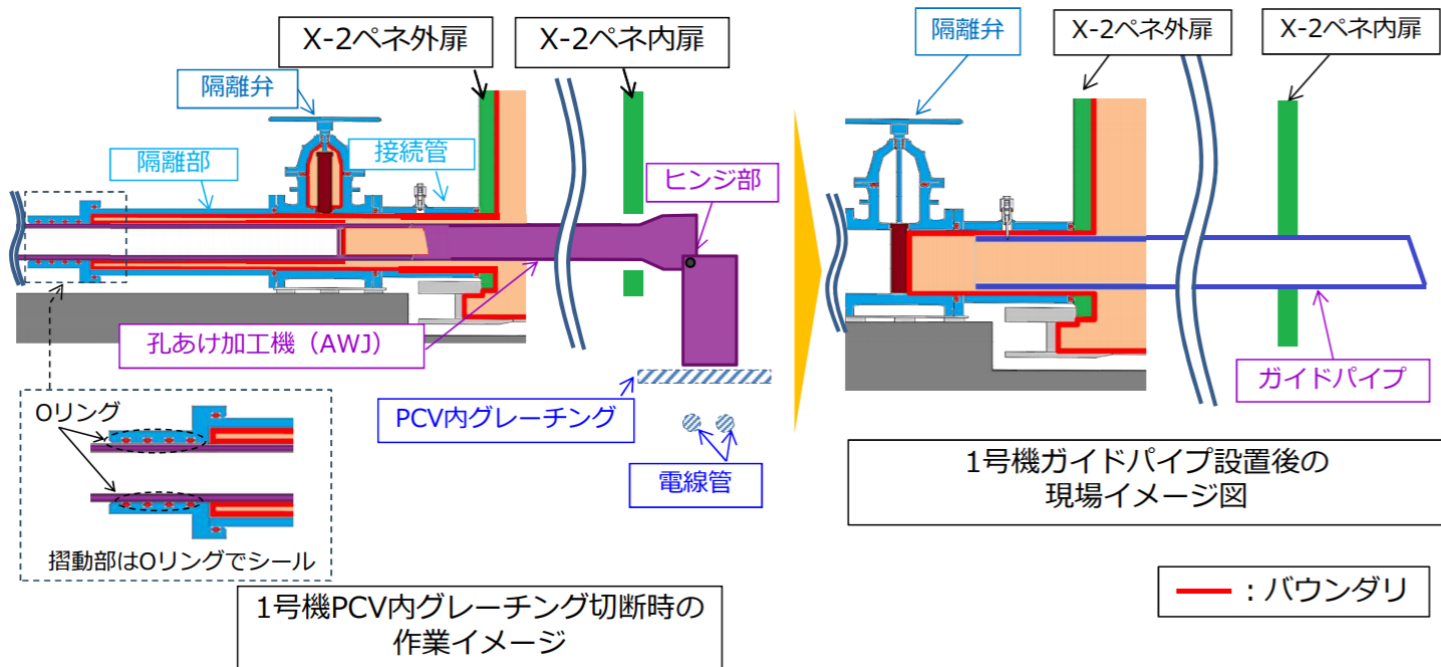 X-2ペネ外扉
X-2ペネ内扉
隔離弁
隔離部
接続管
ヒンジ部
孔あけ加工機（AWJ）
PCV内グレーチング
電線管
Oリング
摺動部はOリングでシール
1号機PCV内グレーチング切断時の
作業イメージ
隔離弁
X-2ペネ外扉
X-2ペネ内扉
ガイドパイプ
1号機ガイドパイプ設置後の
現場イメージ図
：バウンダリ